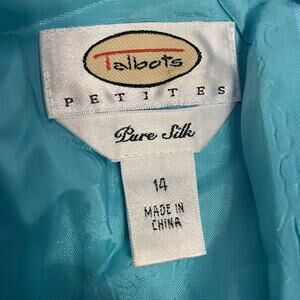 Talbots
PETITES
Pure Silk
14
MADE IN
CHINA